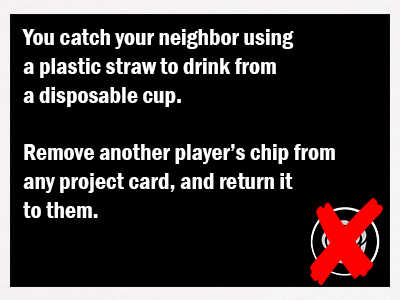 You catch your neighbor using
a plastic straw to drink from
a disposable cup.
Remove another player’s chip from
any project card, and return it
to them.